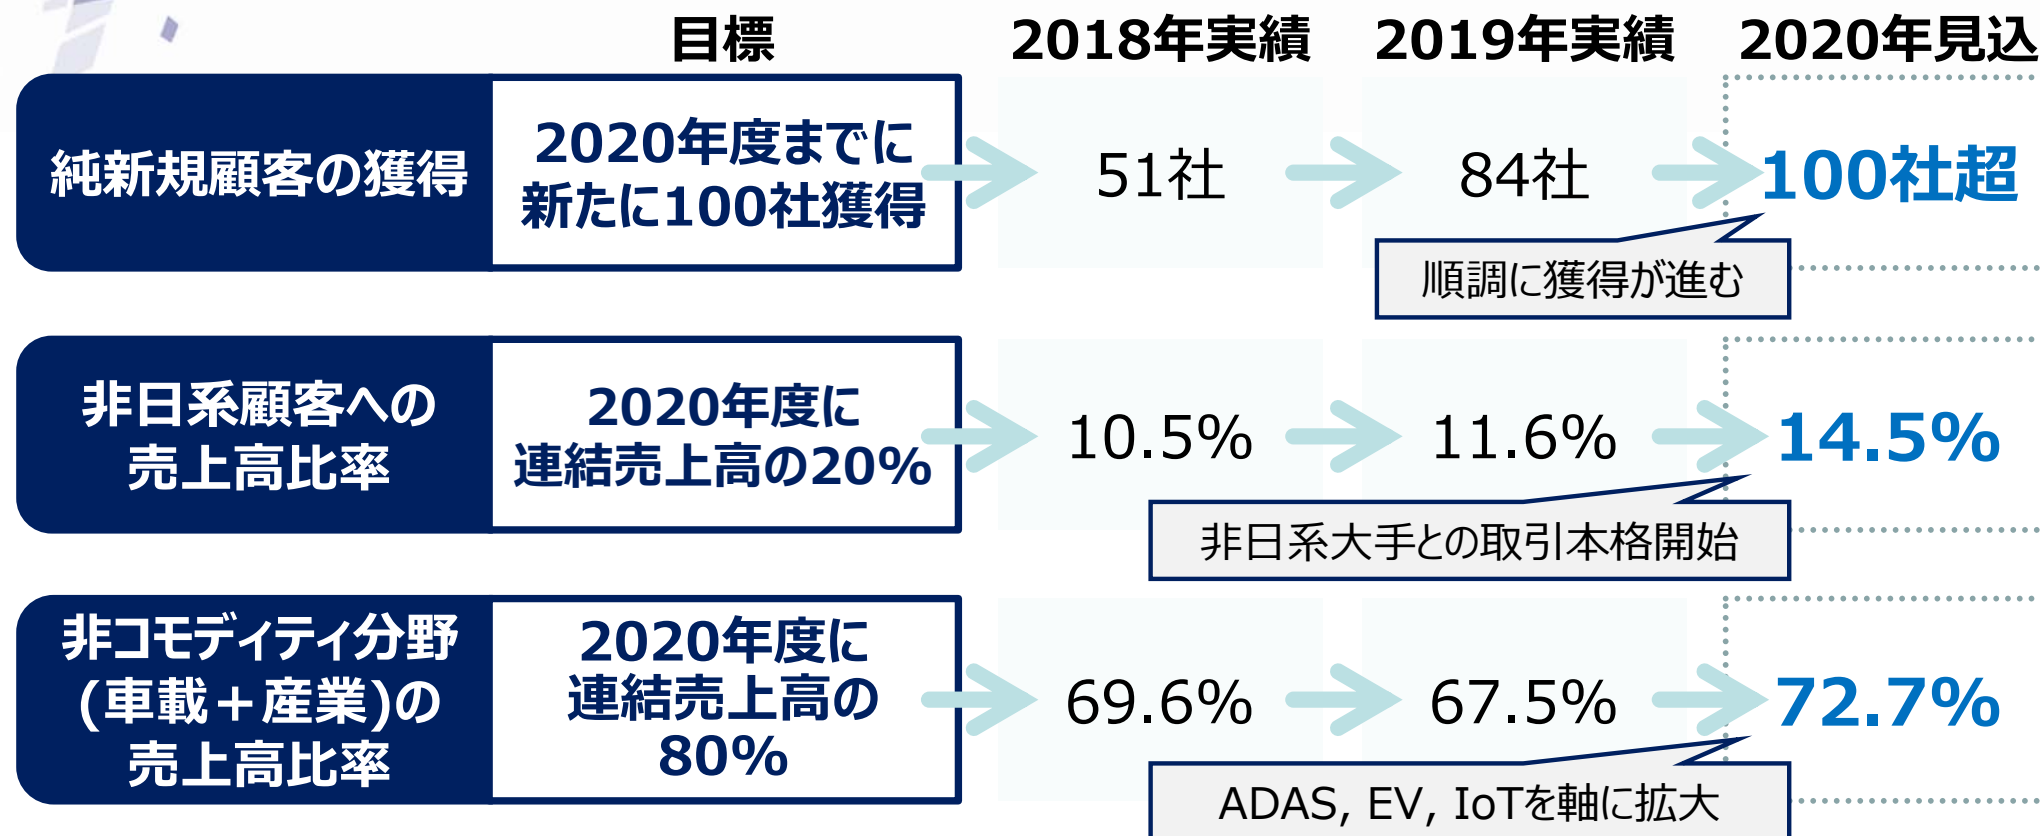 目標 2018年実績 2019年実績 2020年見込
純新規顧客の獲得
2020年度までに
新たに100社獲得
51社
84社
100社超
順調に獲得が進む
非日系顧客への
売上高比率
2020年度に
連結売上高の20%
10.5%
11.6%
14.5%
非日系大手との取引本格開始
非コモディティ分野
(車載＋産業)の
売上高比率
2020年度に
連結売上高の
80%
69.6%
67.5%
72.7%
ADAS, EV, IoTを軸に拡大